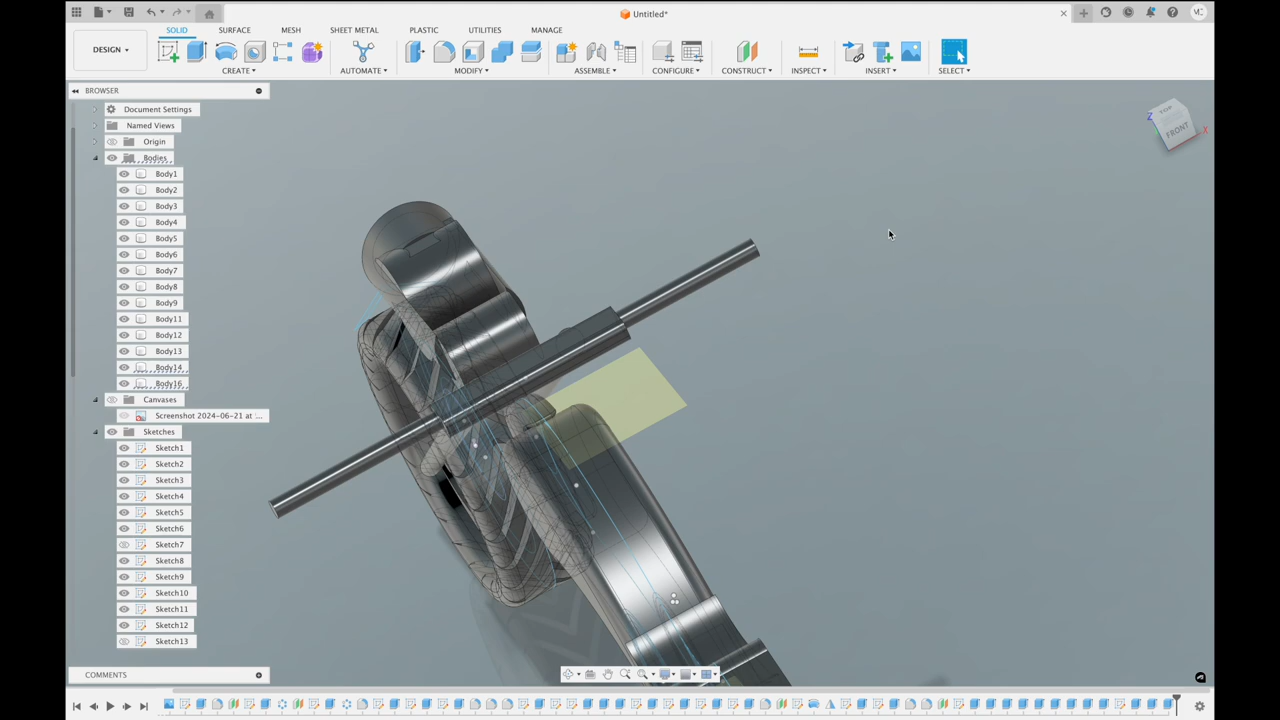 Untitled*
MC
DESIGN
SOLID SURFACE MESH SHEET METAL PLASTIC UTILITIES MANAGE
CREATE AUTOMATE MODIFY ASSEMBLE CONFIGURE CONSTRUCT INSPECT INSERT SELECT
BROWSER
Document Settings
Named Views
Origin
Bodies
Body1
Body2
Body3
Body4
Body5
Body6
Body7
Body8
Body9
Body11
Body12
Body13
Body14
Body16
Canvases
Screenshot 2024-06-21 at ...
Sketches
Sketch1
Sketch2
Sketch3
Sketch4
Sketch5
Sketch6
Sketch7
Sketch8
Sketch9
Sketch10
Sketch11
Sketch12
Sketch13
COMMENTS
TOP
Z
FRONT
X